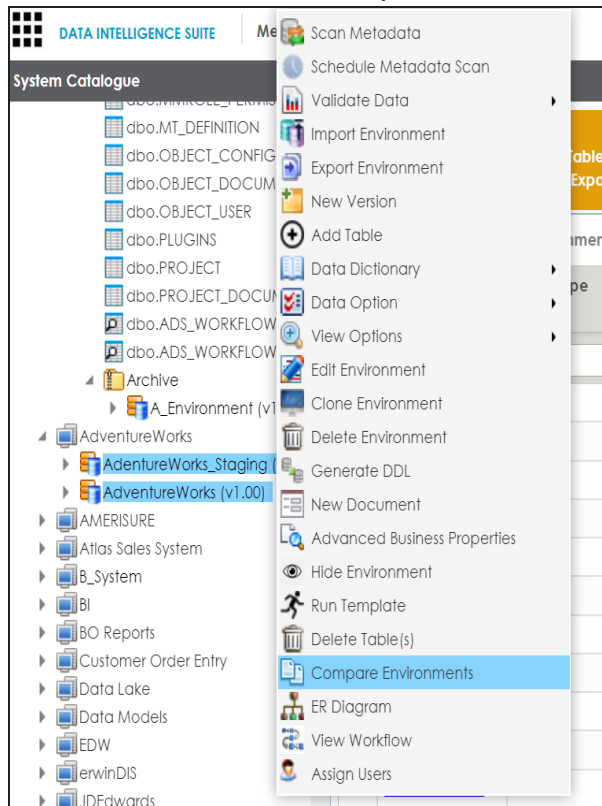 DATA INTELLIGENCE SUITE
Me
System Catalogue
dbo.MT_DEFINITION
dbo.OBJECT_CONFIG
dbo.OBJECT_DOCUM
dbo.OBJECT_USER
dbo.PLUGINS
dbo.PROJECT
dbo.PROJECT_DOCUM
dbo.ADS_WORKFLOW
dbo.ADS_WORKFLOW
Archive
A_Environment (v1
AdventureWorks
AdentureWorks_Staging (
AdventureWorks (v1.00)
AMERISURE
Atlas Sales System
B_System
BI
BO Reports
Customer Order Entry
Data Lake
Data Models
EDW
erwinDIS
JDEdwards
Scan Metadata
Schedule Metadata Scan
Validate Data
Import Environment
Export Environment
New Version
Add Table
Data Dictionary
Data Option
View Options
Edit Environment
Clone Environment
Delete Environment
Generate DDL
New Document
Advanced Business Properties
Hide Environment
Run Template
Delete Table(s)
Compare Environments
ER Diagram
View Workflow
Assign Users
Table
Expa
nmer
pe